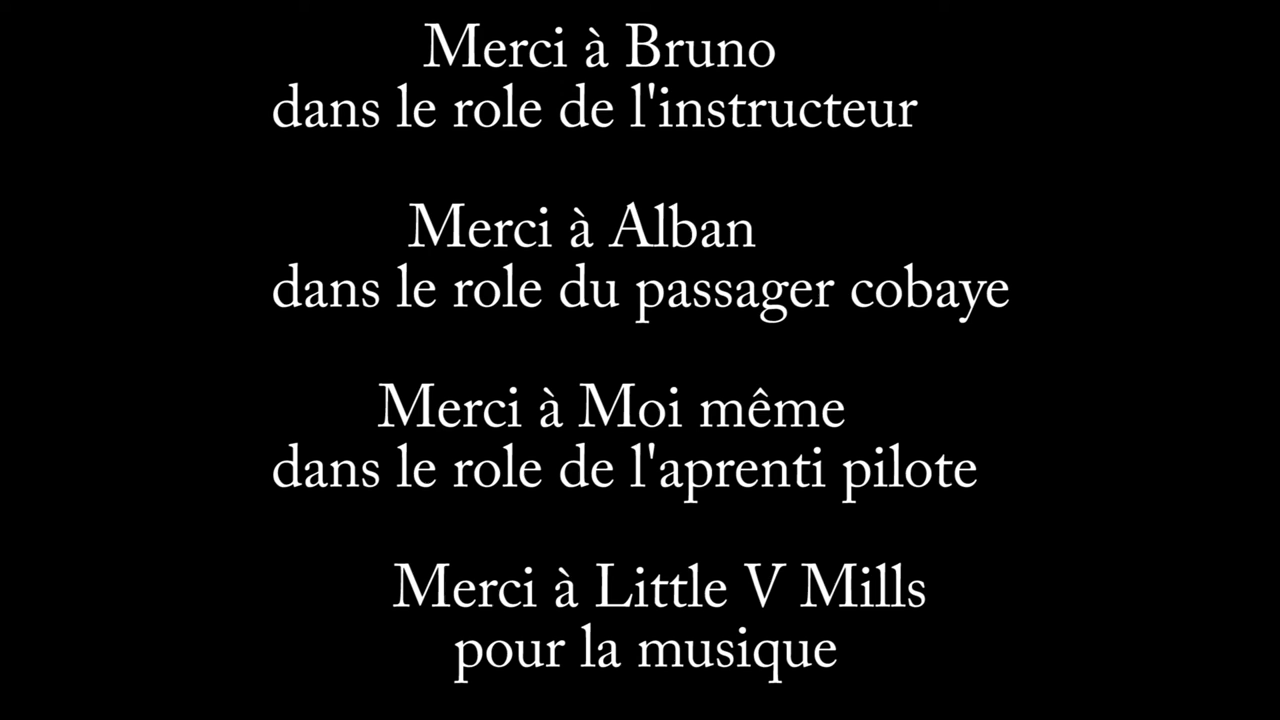 Merci à Bruno
dans le role de l'instructeur
Merci à Alban
dans le role du passager cobaye
Merci à Moi même
dans le role de l'aprenti pilote
Merci à Little V Mills
pour la musique